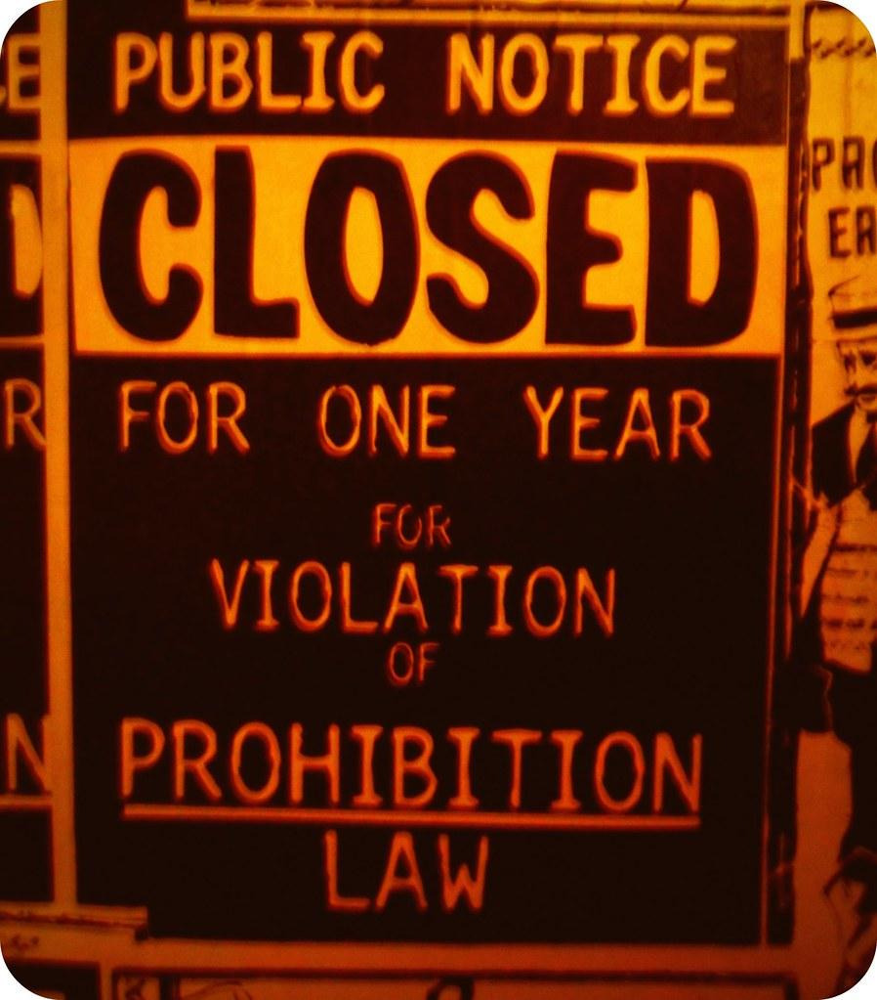 PUBLIC NOTICE
CLOSED
FOR ONE YEAR
FOR
VIOLATION
OF
PROHIBITION
LAW